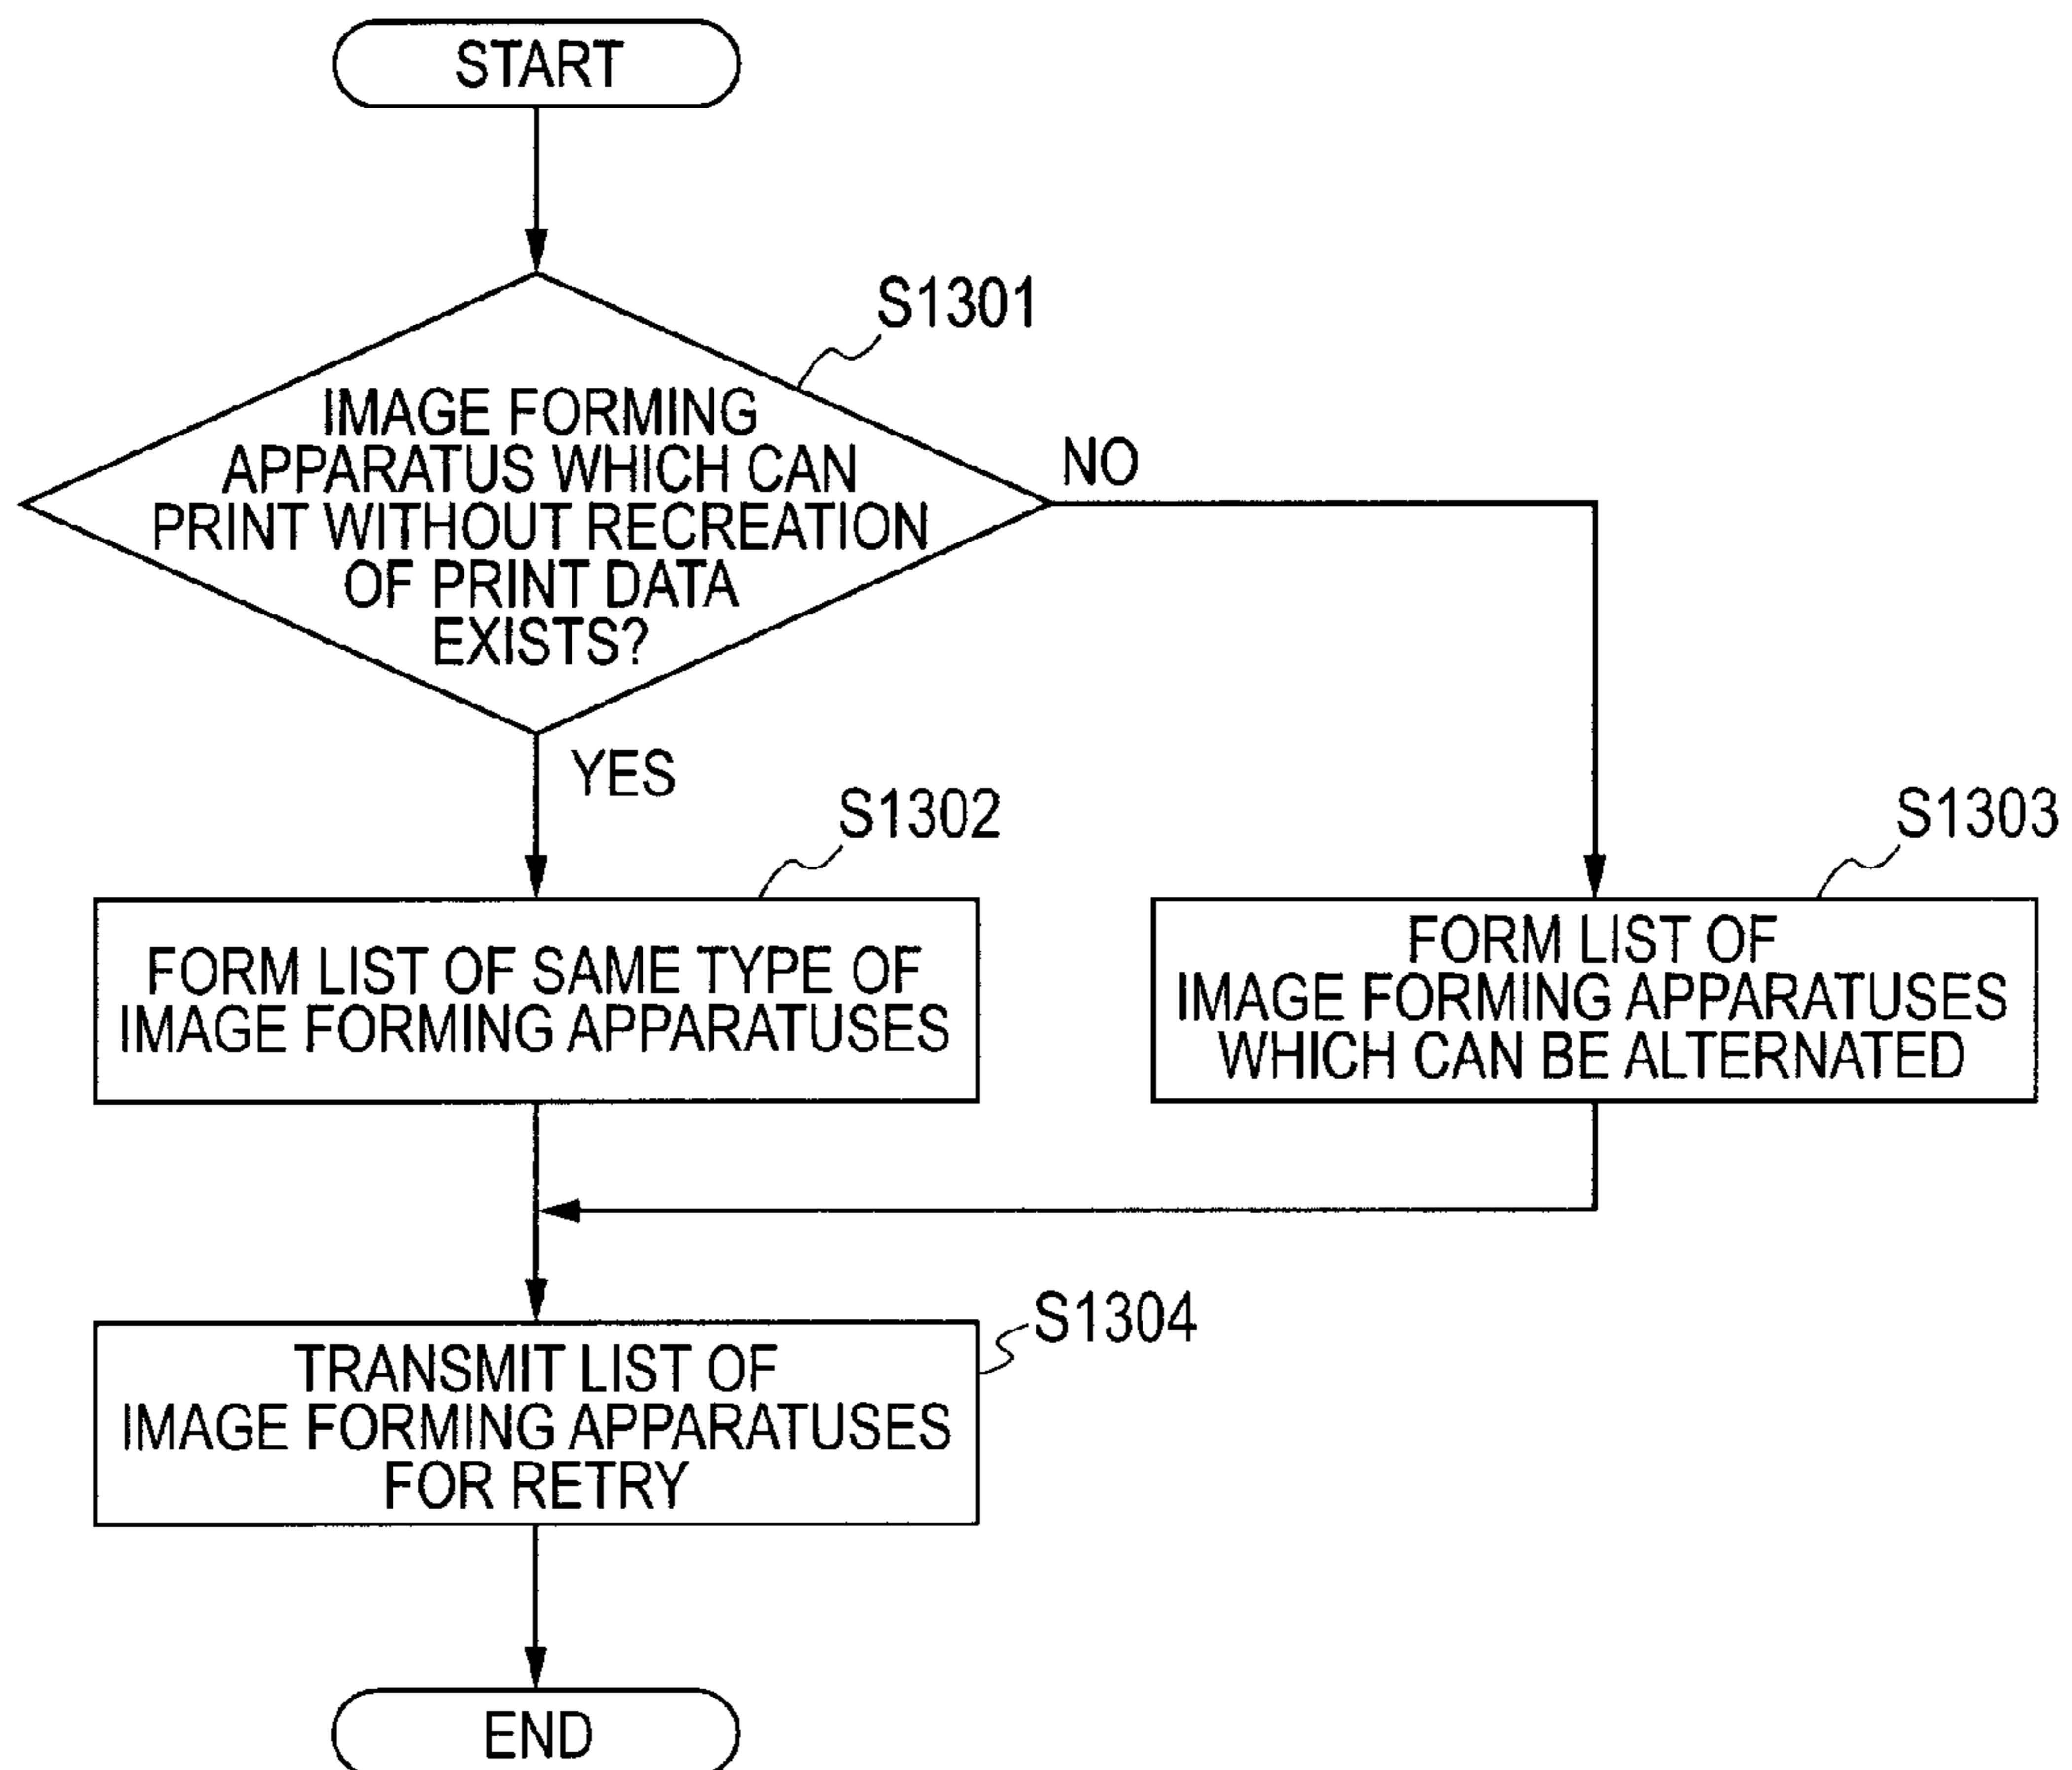 START
S1301
IMAGE FORMING
APPARATUS WHICH CAN
PRINT WITHOUT RECREATION
OF PRINT DATA
EXISTS?
NO
YES
S1302
FORM LIST OF SAME TYPE OF
IMAGE FORMING APPARATUSES
S1303
FORM LIST OF
IMAGE FORMING APPARATUSES
WHICH CAN BE ALTERNATED
S1304
TRANSMIT LIST OF
IMAGE FORMING APPARATUSES
FOR RETRY
END